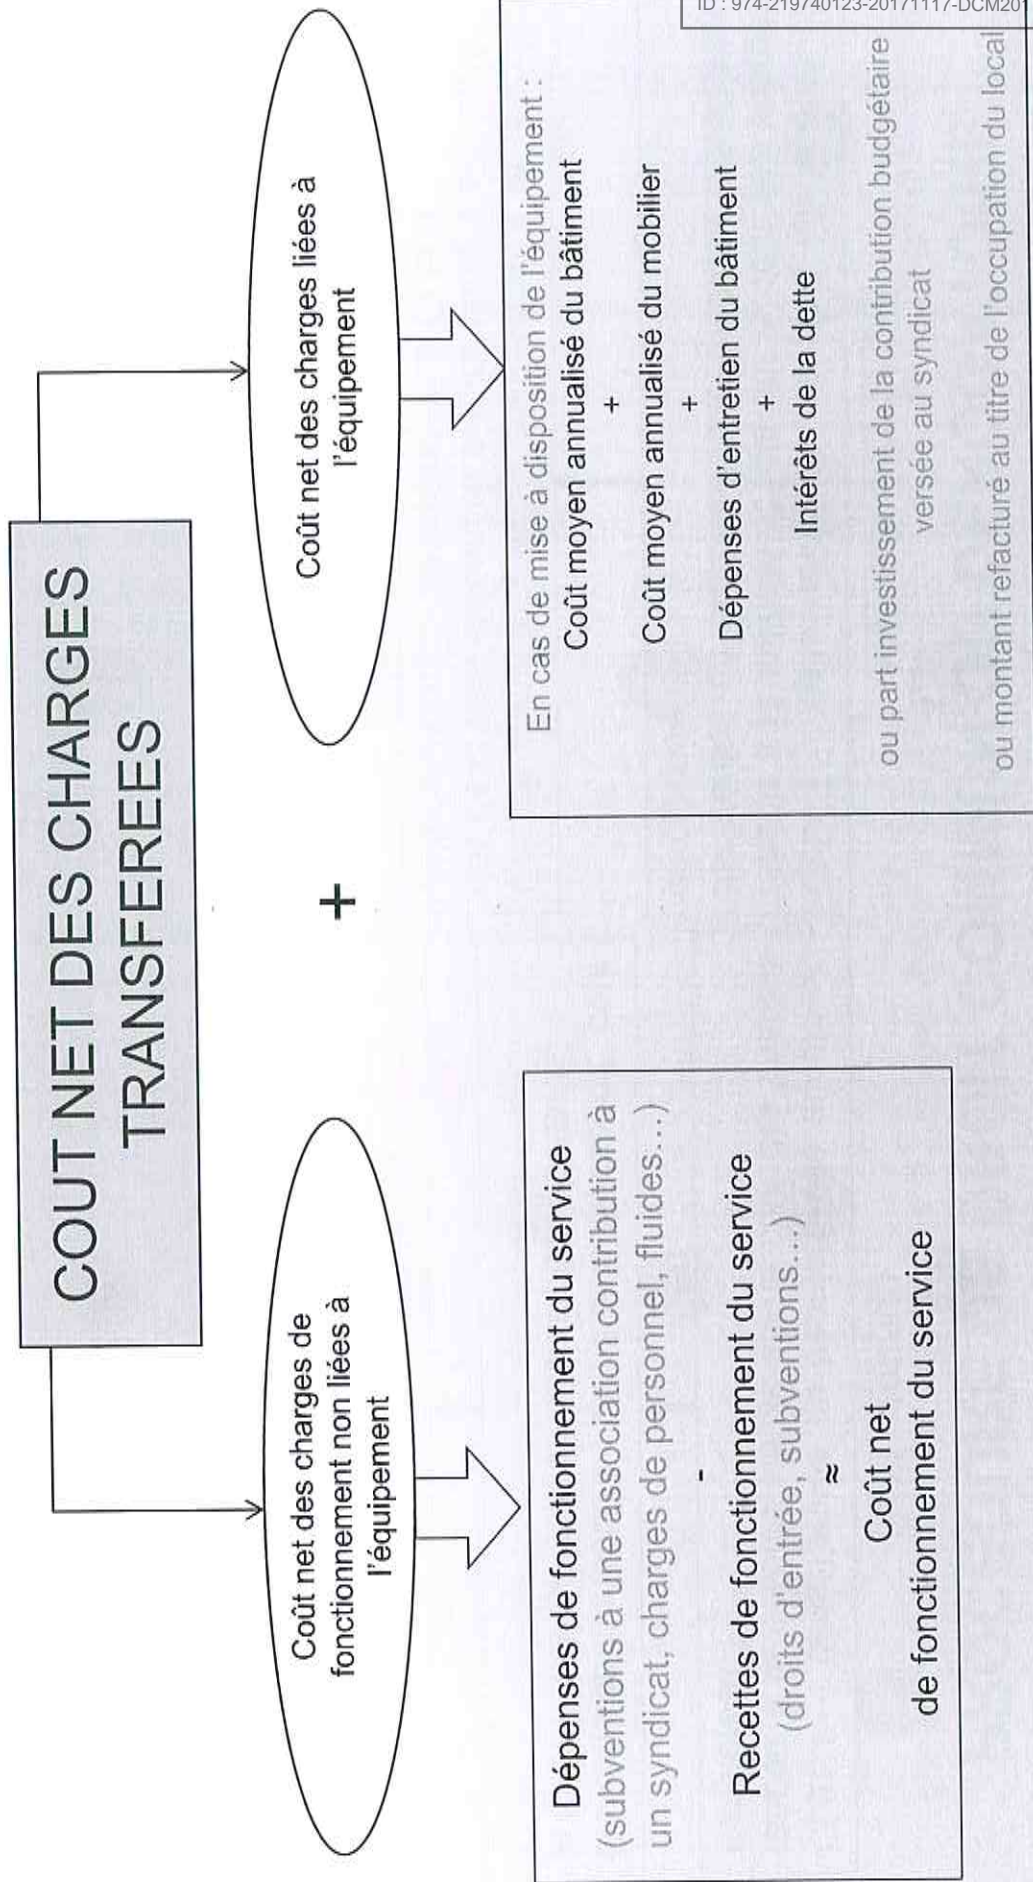 ID : 974-219740123-20171117-DCM201
COUT NET DES CHARGES
TRANSFEREES
Coût net des charges de
fonctionnement non liées à
l'équipement
+
Coût net des charges liées à
l'équipement
Dépenses de fonctionnement du service
(subventions à une association contribution à
un syndicat, charges de personnel, fluides...)
-
Recettes de fonctionnement du service
(droits d'entrée, subventions...)
≈
Coût net
de fonctionnement du service
En cas de mise à disposition de l'équipement :
Coût moyen annualisé du bâtiment
+
Coût moyen annualisé du mobilier
+
Dépenses d'entretien du bâtiment
+
Intérêts de la dette
ou part investissement de la contribution budgétaire
versée au syndicat
ou montant refacturé au titre de l'occupation du local